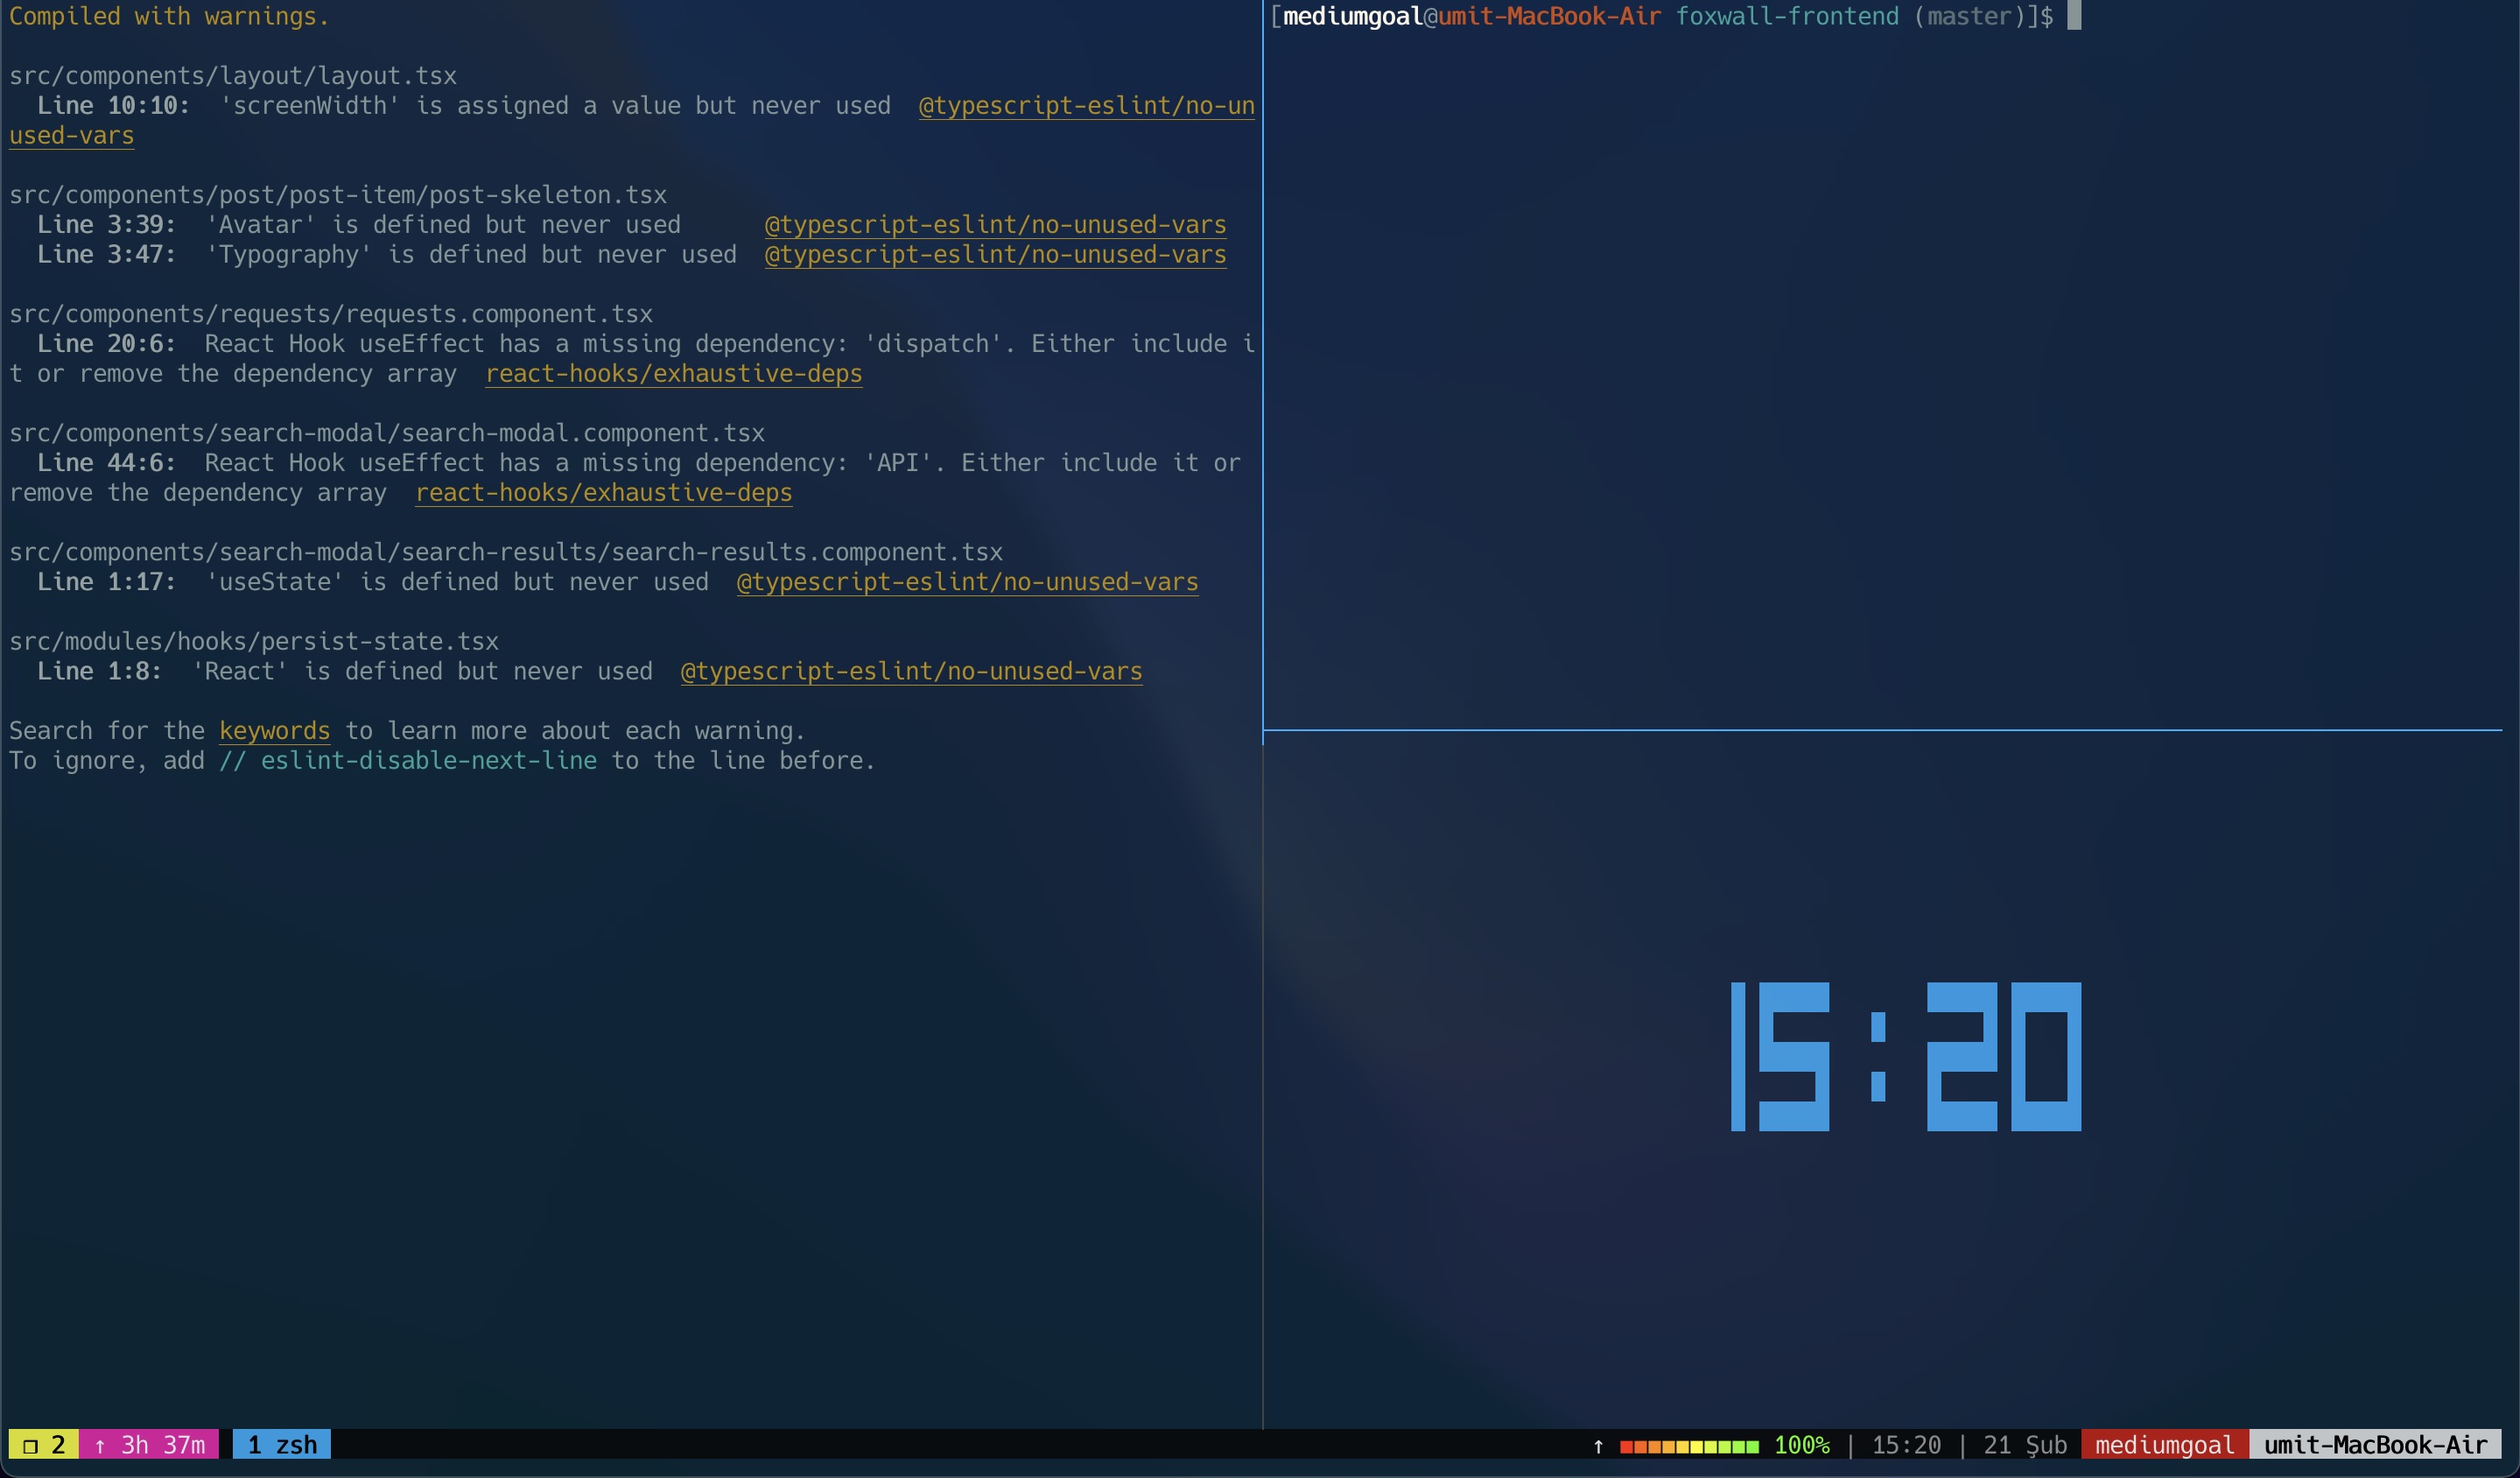 Compiled with warnings.
src/components/layout/layout.tsx
Line 10:10:  'screenWidth' is assigned a value but never used  @typescript-eslint/no-un
used-vars
src/components/post/post-item/post-skeleton.tsx
Line 3:39:  'Avatar' is defined but never used      @typescript-eslint/no-unused-vars
Line 3:47:  'Typography' is defined but never used  @typescript-eslint/no-unused-vars
src/components/requests/requests.component.tsx
Line 20:6:  React Hook useEffect has a missing dependency: 'dispatch'. Either include i
t or remove the dependency array  react-hooks/exhaustive-deps
src/components/search-modal/search-modal.component.tsx
Line 44:6:  React Hook useEffect has a missing dependency: 'API'. Either include it or
remove the dependency array  react-hooks/exhaustive-deps
src/components/search-modal/search-results/search-results.component.tsx
Line 1:17:  'useState' is defined but never used  @typescript-eslint/no-unused-vars
src/modules/hooks/persist-state.tsx
Line 1:8:  'React' is defined but never used  @typescript-eslint/no-unused-vars
Search for the keywords to learn more about each warning.
To ignore, add // eslint-disable-next-line to the line before.
[mediumgoal@umit-MacBook-Air foxwall-frontend (master)]$
15:20
❐ 2 ↑ 3h 37m 1 zsh ↑ 100% | 15:20 | 21 Şub mediumgoal umit-MacBook-Air